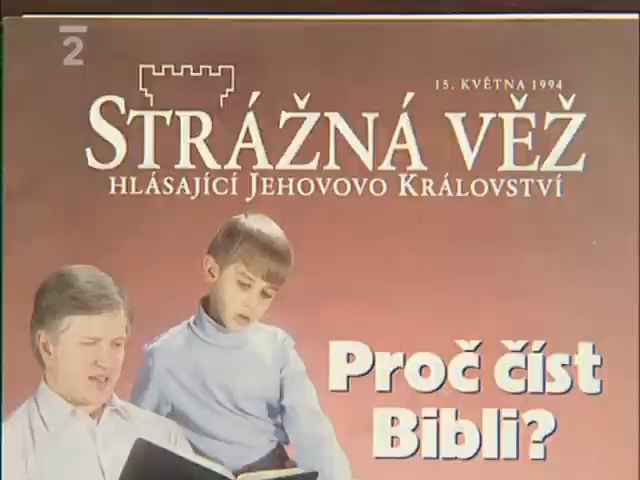 2
15. KVĚTNA 1994
STRÁŽNÁ VĚŽ
HLÁSAJÍCÍ JEHOVOVO KRÁLOVSTVÍ
Proč číst
Bibli?